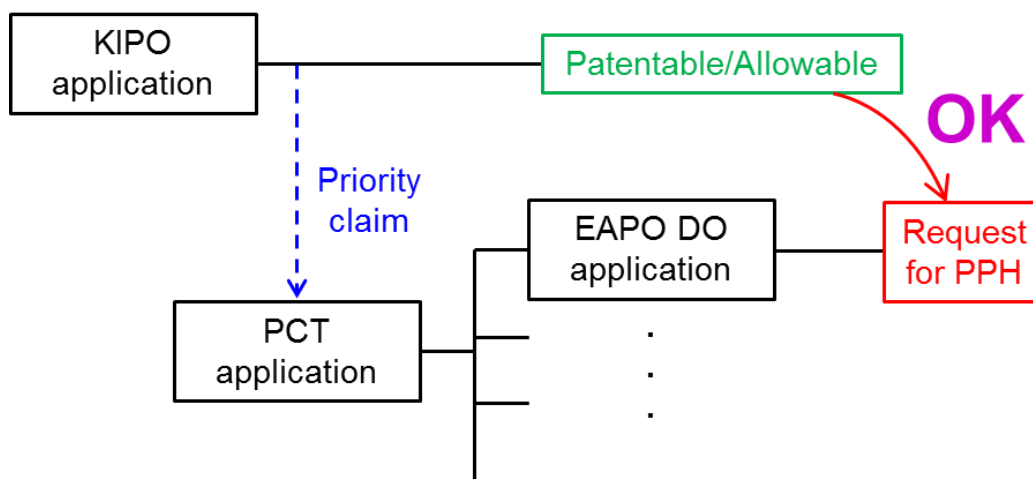 KIPO
application
Patentable/Allowable
OK
Priority
claim
EAPO DO
application
Request
for PPH
PCT
application
.
.
.